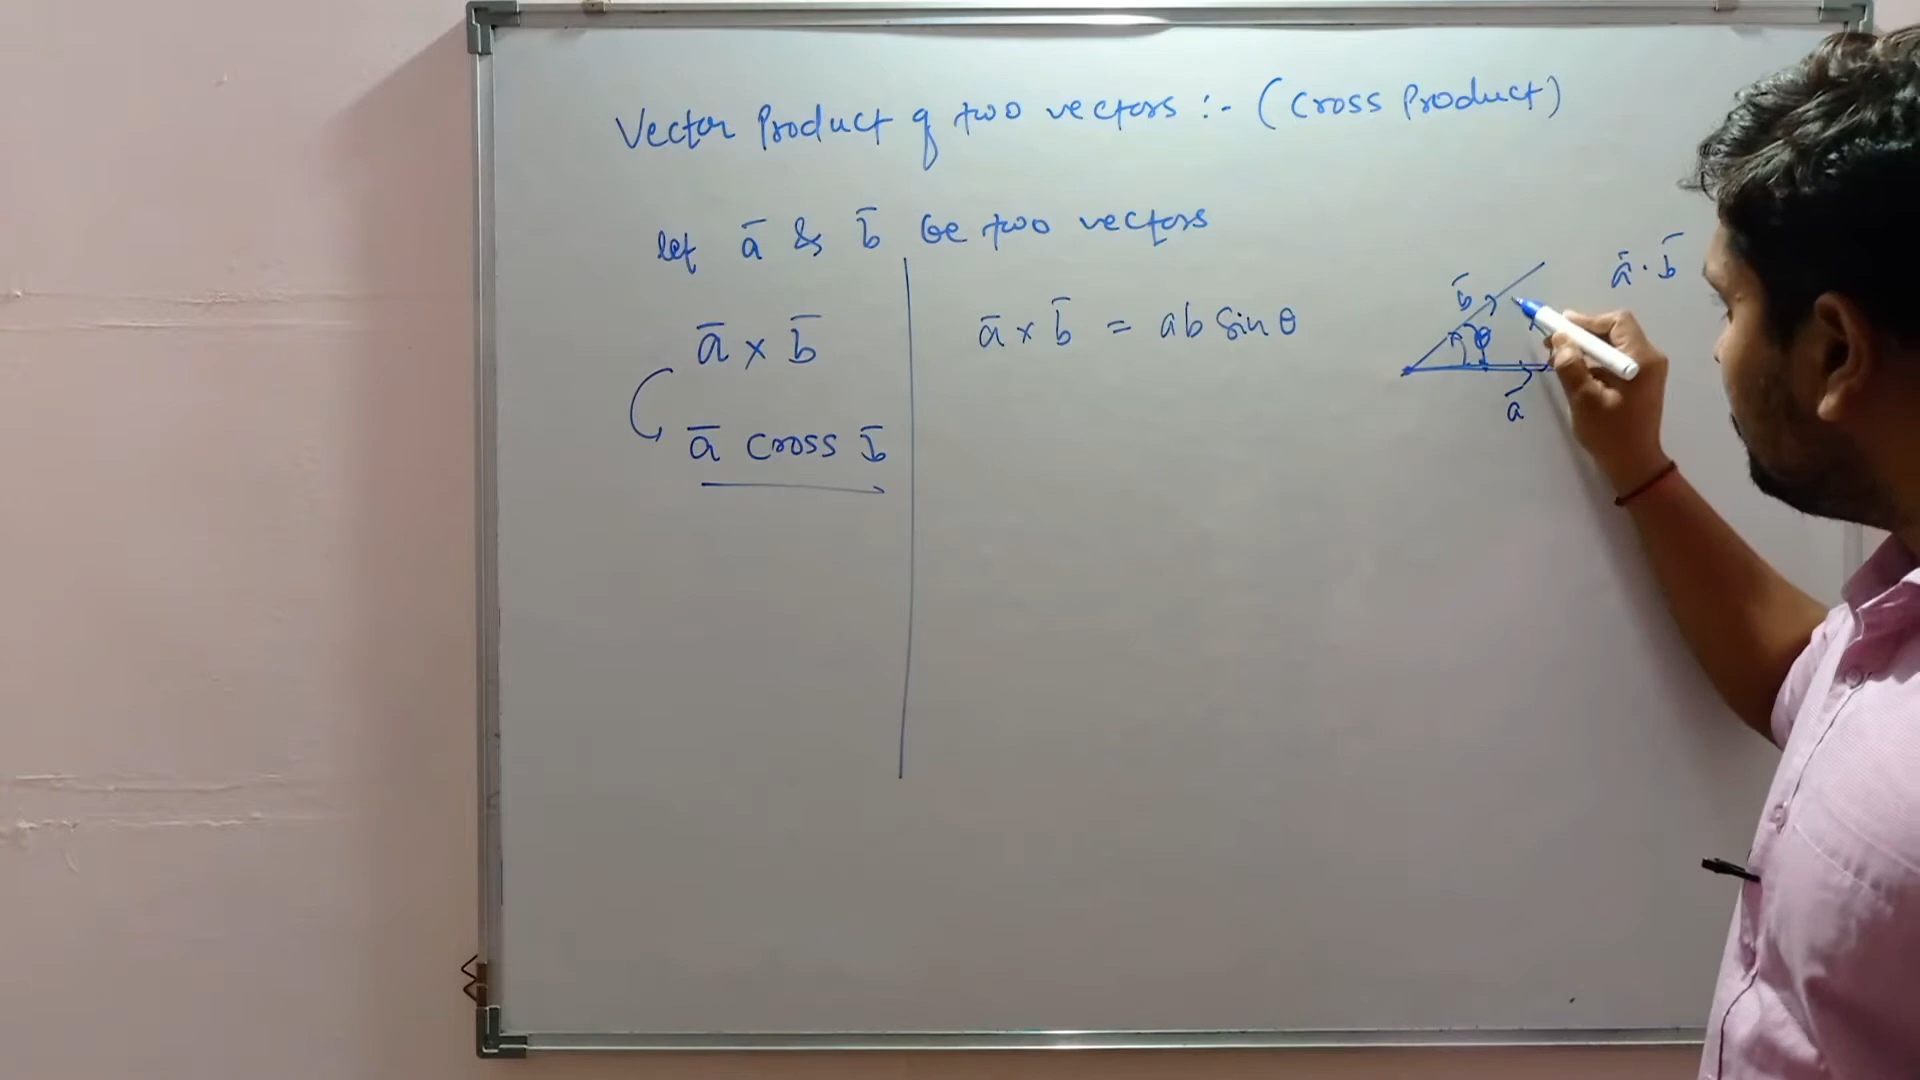 Vector Product of two vectors :- (Cross Product)
let a̅ & b̅ be two vectors
a̅ × b̅
a̅ cross b̅
a̅ × b̅ = ab Sin θ
b̅
θ
a̅
a̅ · b̅